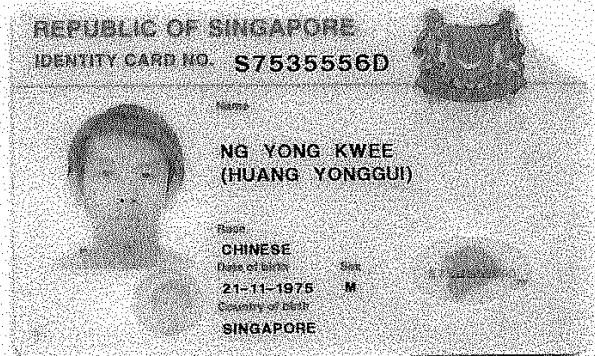 REPUBLIC OF SINGAPORE
IDENTITY CARD NO. S7535556D
Name
NG YONG KWEE
(HUANG YONGGUI)
Race
CHINESE
Date of birth Sex
21-11-1975 M
Country of birth
SINGAPORE